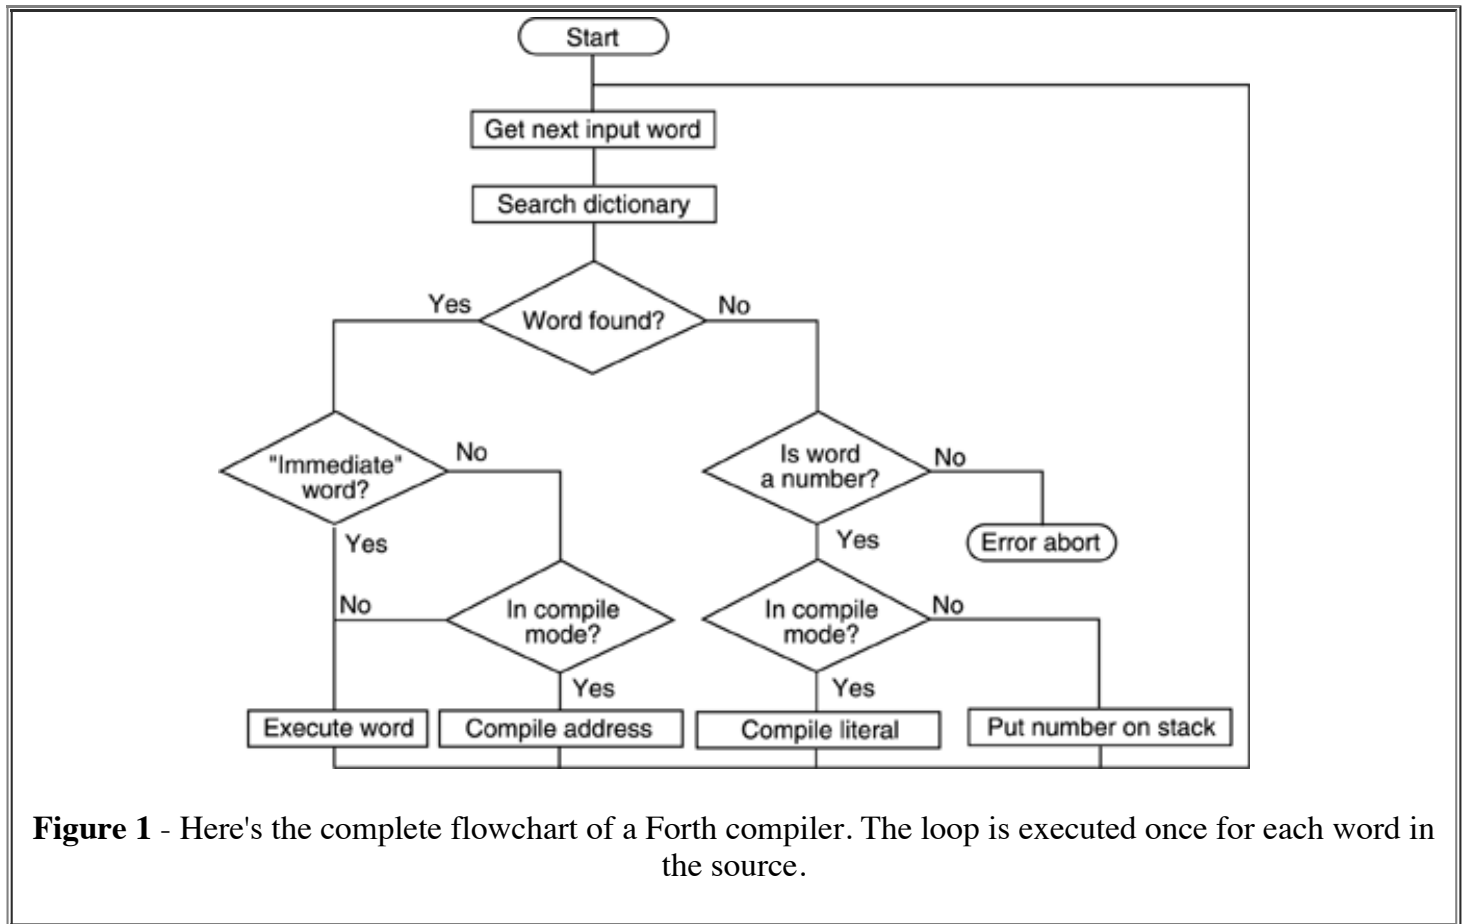 Start
Get next input word
Search dictionary
Yes
Word found?
No
"Immediate"
word?
No
Is word
a number?
No
Yes
Yes
Error abort
No
In compile
mode?
In compile
mode?
No
Yes
Yes
Execute word
Compile address
Compile literal
Put number on stack
Figure 1 - Here's the complete flowchart of a Forth compiler. The loop is executed once for each word in
the source.